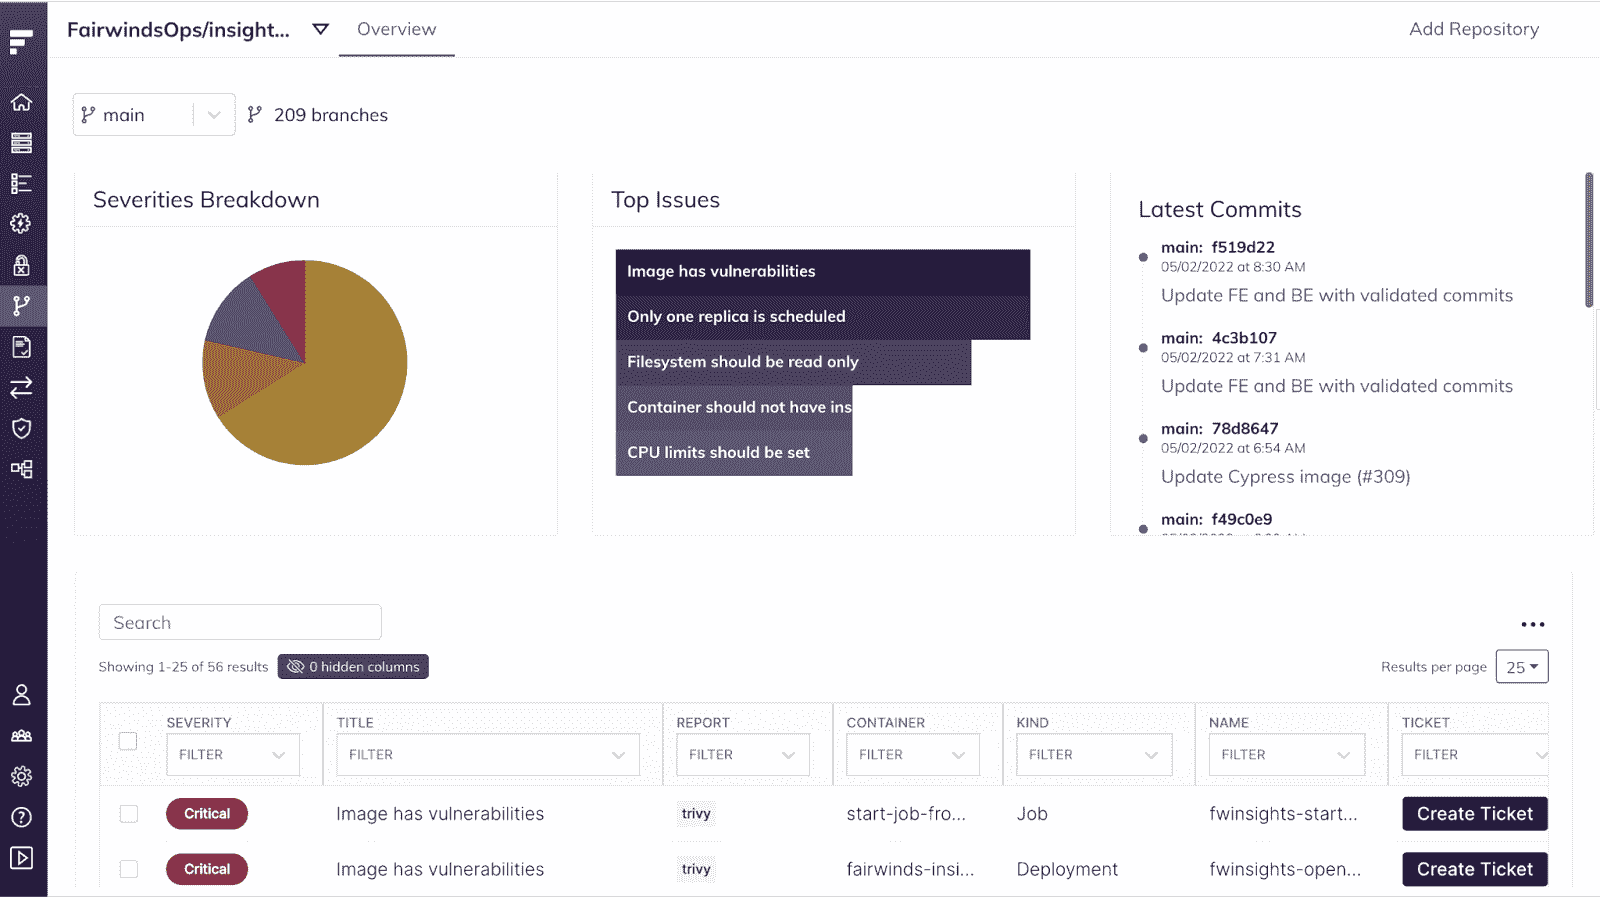 FairwindsOps/insight...
Overview
Add Repository
main
209 branches
Severities Breakdown
Top Issues
Image has vulnerabilities
Only one replica is scheduled
Filesystem should be read only
Container should not have ins
CPU limits should be set
Latest Commits
main: f519d22
05/02/2022 at 8:30 AM
Update FE and BE with validated commits
main: 4c3b107
05/02/2022 at 7:31 AM
Update FE and BE with validated commits
main: 78d8647
05/02/2022 at 6:54 AM
Update Cypress image (#309)
main: f49c0e9
Search
Showing 1-25 of 56 results
0 hidden columns
Results per page
25
SEVERITY TITLE REPORT CONTAINER KIND NAME TICKET
FILTER FILTER FILTER FILTER FILTER FILTER FILTER
Critical Image has vulnerabilities trivy start-job-fro... Job fwinsights-start... Create Ticket
Critical Image has vulnerabilities trivy fairwinds-insi... Deployment fwinsights-open... Create Ticket